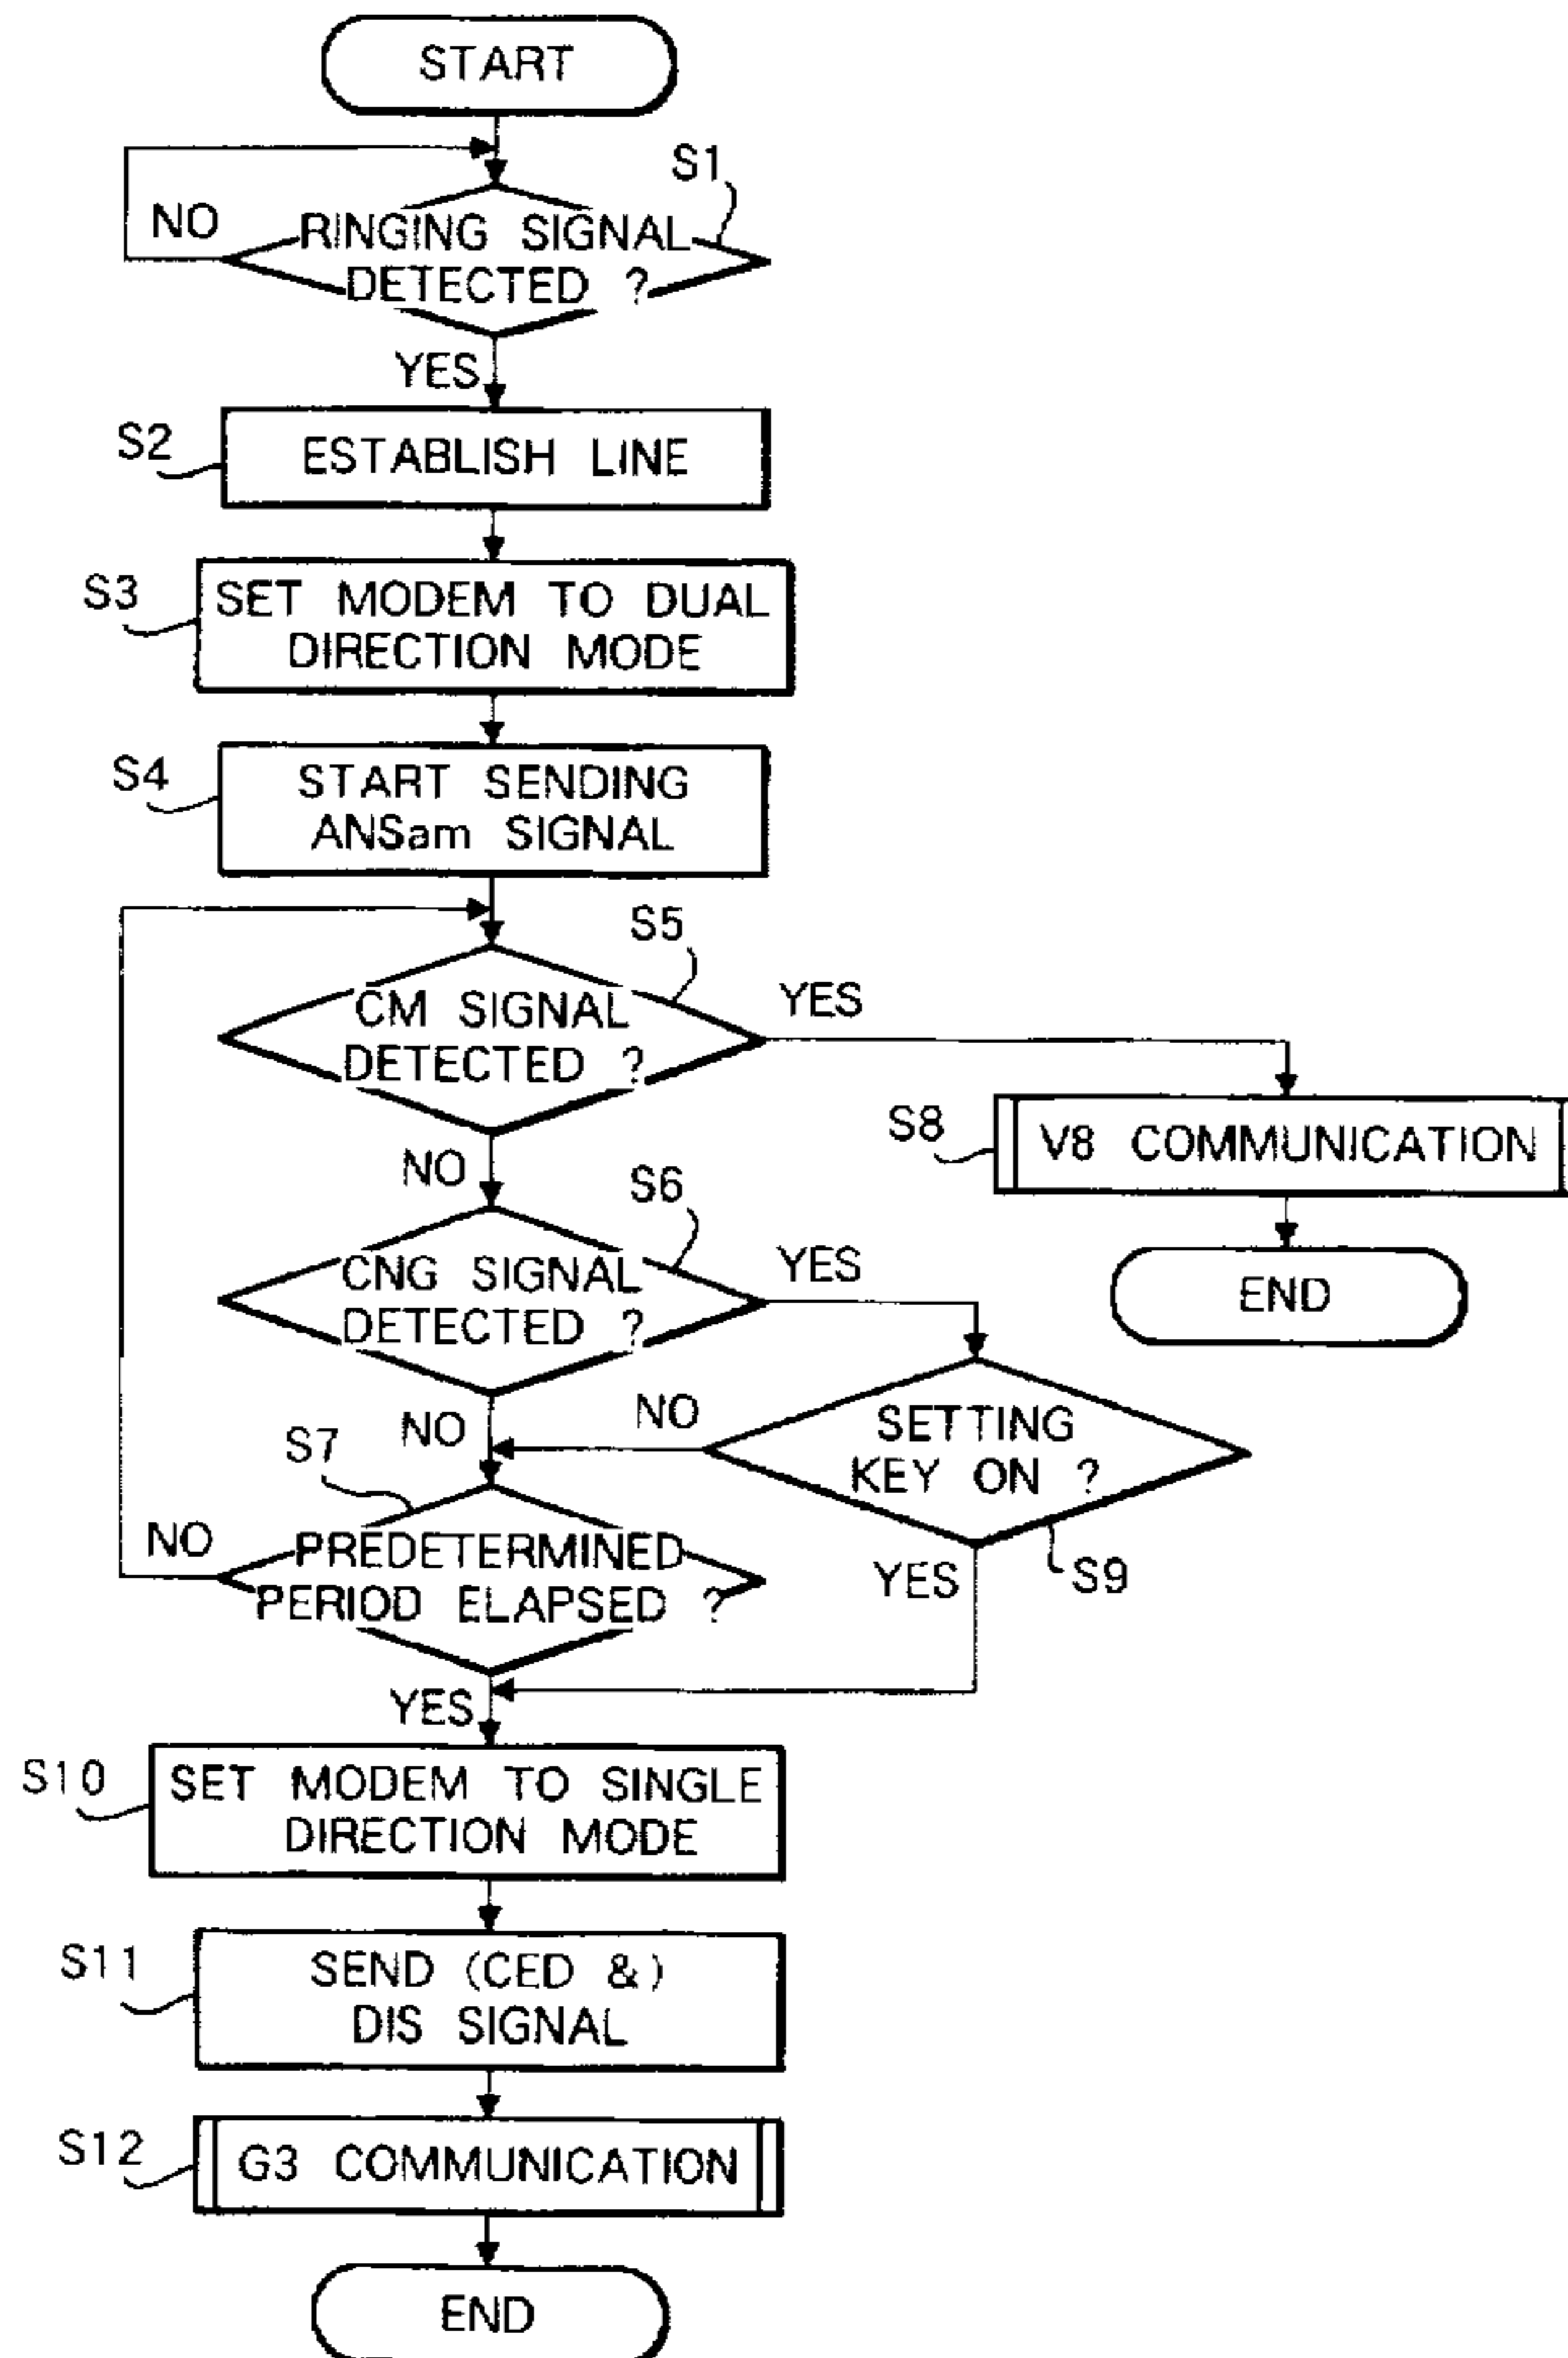 START
S1
NO
RINGING SIGNAL
DETECTED ?
YES
S2
ESTABLISH LINE
S3
SET MODEM TO DUAL
DIRECTION MODE
S4
START SENDING
ANSam SIGNAL
S5
CM SIGNAL
DETECTED ?
YES
S8
V8 COMMUNICATION
END
NO
S6
CNG SIGNAL
DETECTED ?
YES
NO
NO
SETTING
KEY ON ?
S9
YES
S7
NO
PREDETERMINED
PERIOD ELAPSED ?
YES
S10
SET MODEM TO SINGLE
DIRECTION MODE
S11
SEND (CED &)
DIS SIGNAL
S12
G3 COMMUNICATION
END